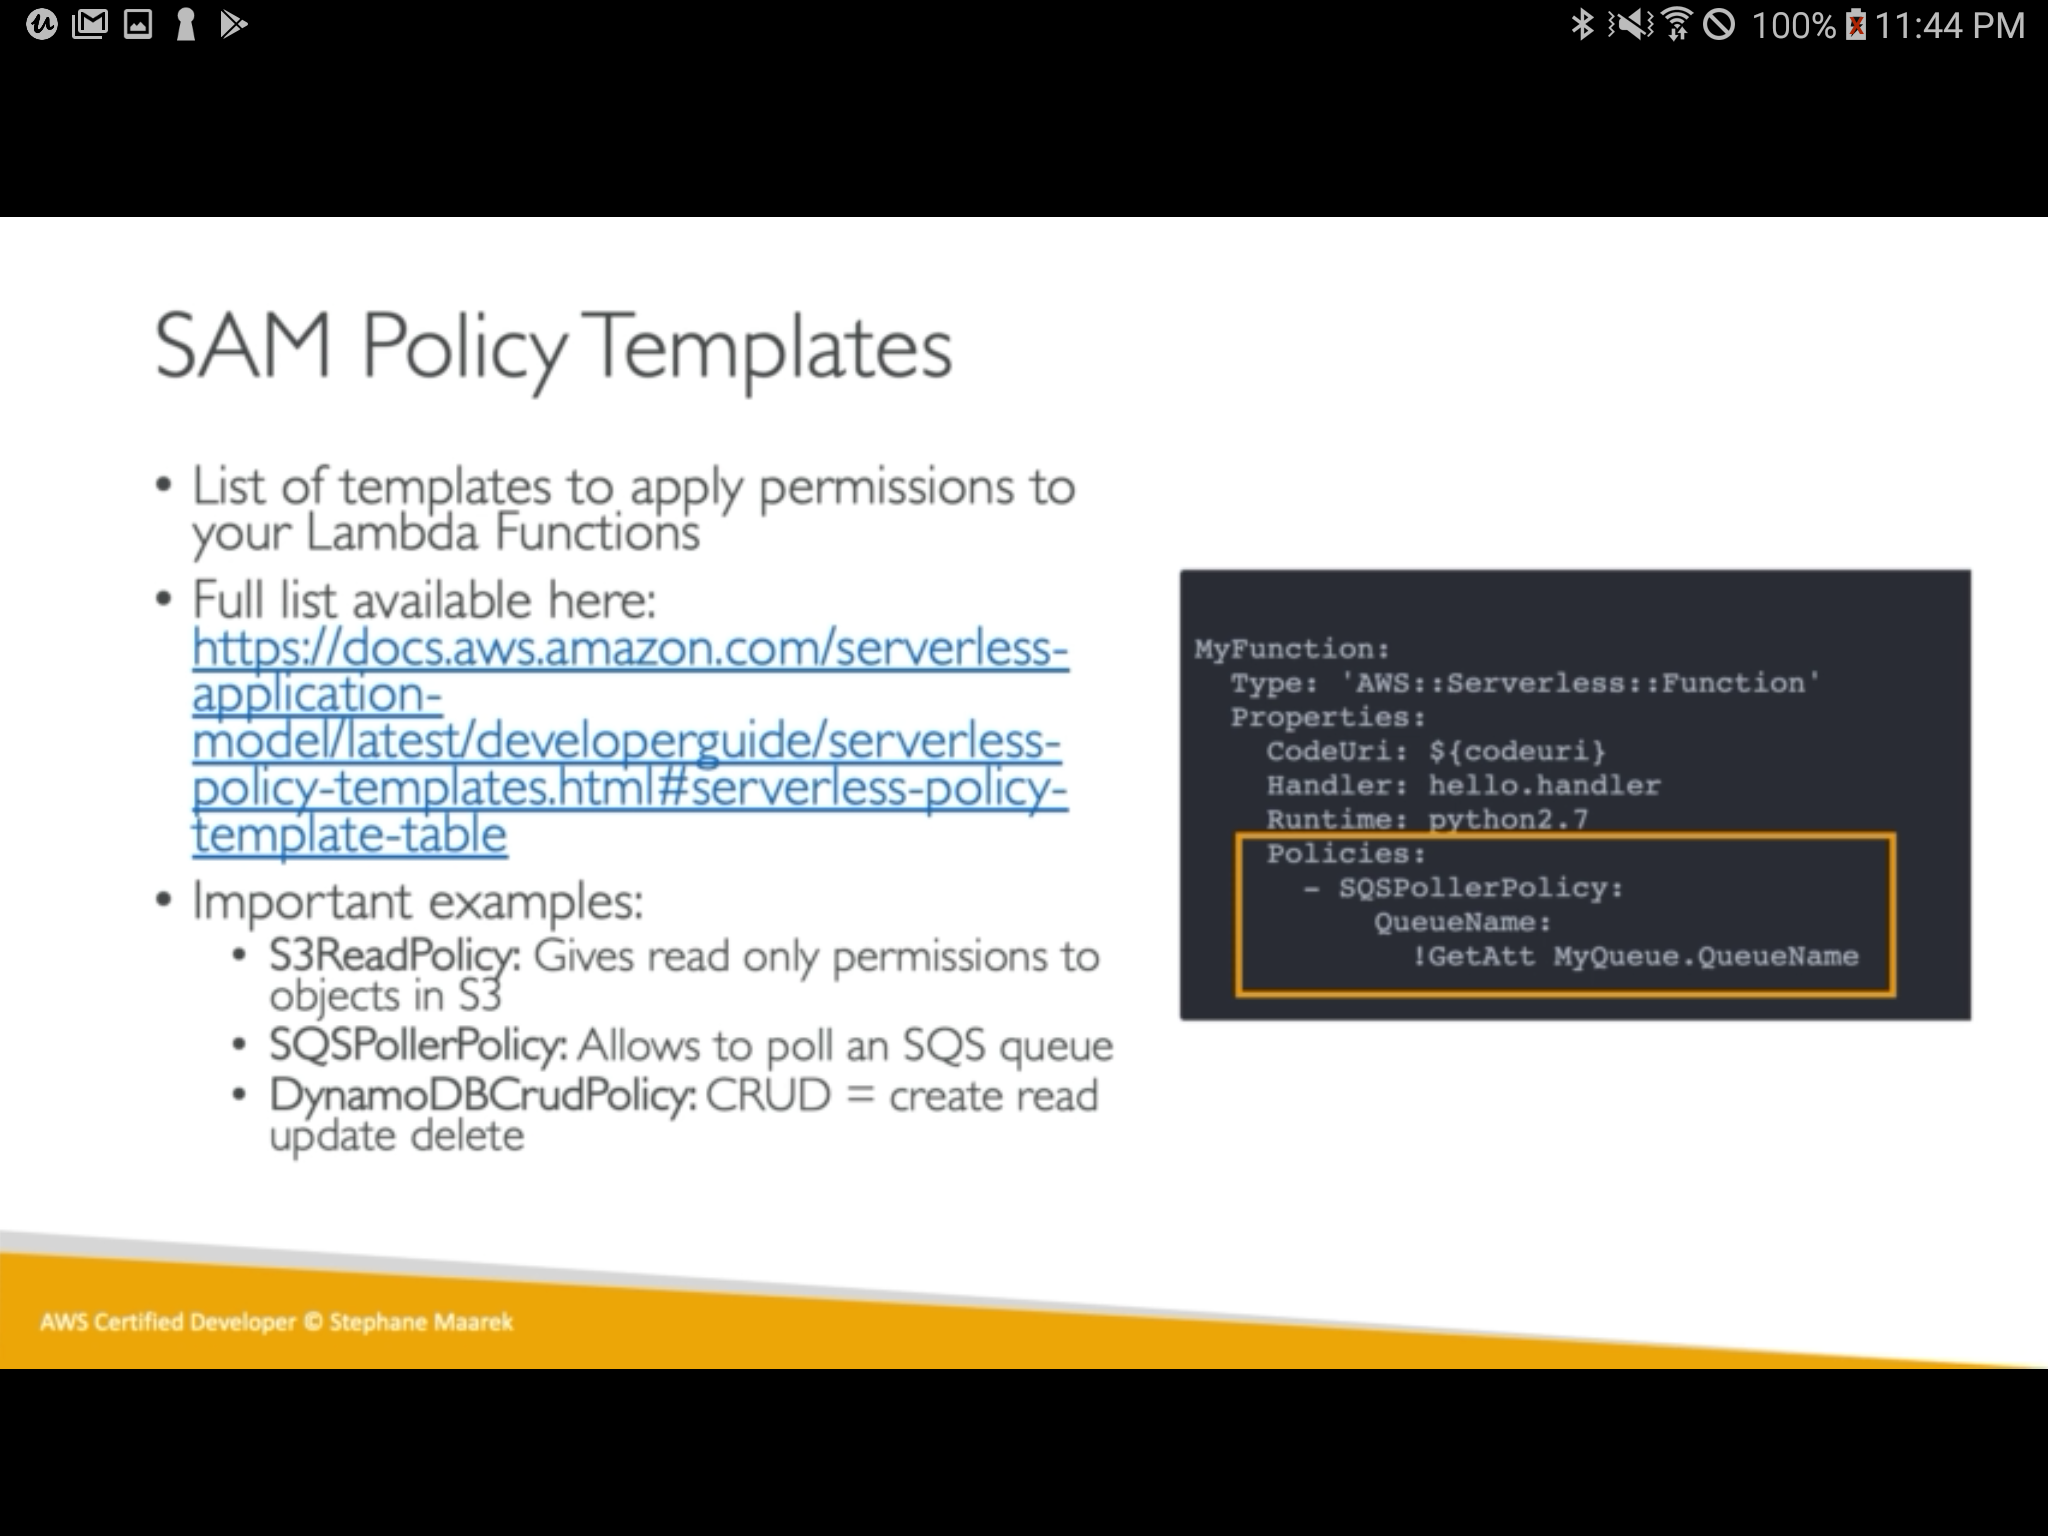 100% 11:44 PM
SAM Policy Templates
• List of templates to apply permissions to
your Lambda Functions
• Full list available here:
https://docs.aws.amazon.com/serverless-
application-
model/latest/developerguide/serverless-
policy-templates.html#serverless-policy-
template-table
• Important examples:
• S3ReadPolicy: Gives read only permissions to
objects in S3
• SQSPollerPolicy: Allows to poll an SQS queue
• DynamoDBCrudPolicy: CRUD = create read
update delete
MyFunction:
Type: 'AWS::Serverless::Function'
Properties:
CodeUri: ${codeuri}
Handler: hello.handler
Runtime: python2.7
Policies:
- SQSPollerPolicy:
QueueName:
!GetAtt MyQueue.QueueName
AWS Certified Developer © Stephane Maarek